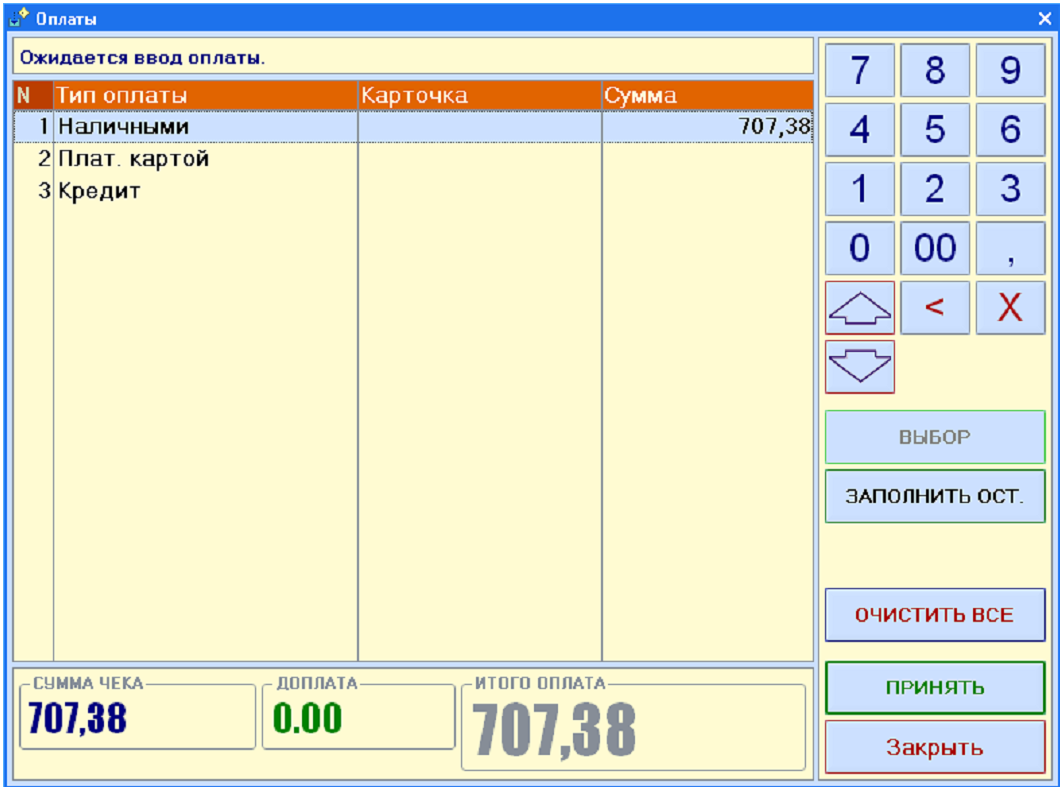 Оплаты
Ожидается ввод оплаты.
N Тип оплаты Карточка Сумма
1 Наличными 707,38
2 Плат. картой
3 Кредит
7 8 9
4 5 6
1 2 3
0 00 ,
< X
ВЫБОР
ЗАПОЛНИТЬ ОСТ.
ОЧИСТИТЬ ВСЕ
ПРИНЯТЬ
Закрыть
СУММА ЧЕКА ДОПЛАТА ИТОГО ОПЛАТА
707,38 0.00 707,38